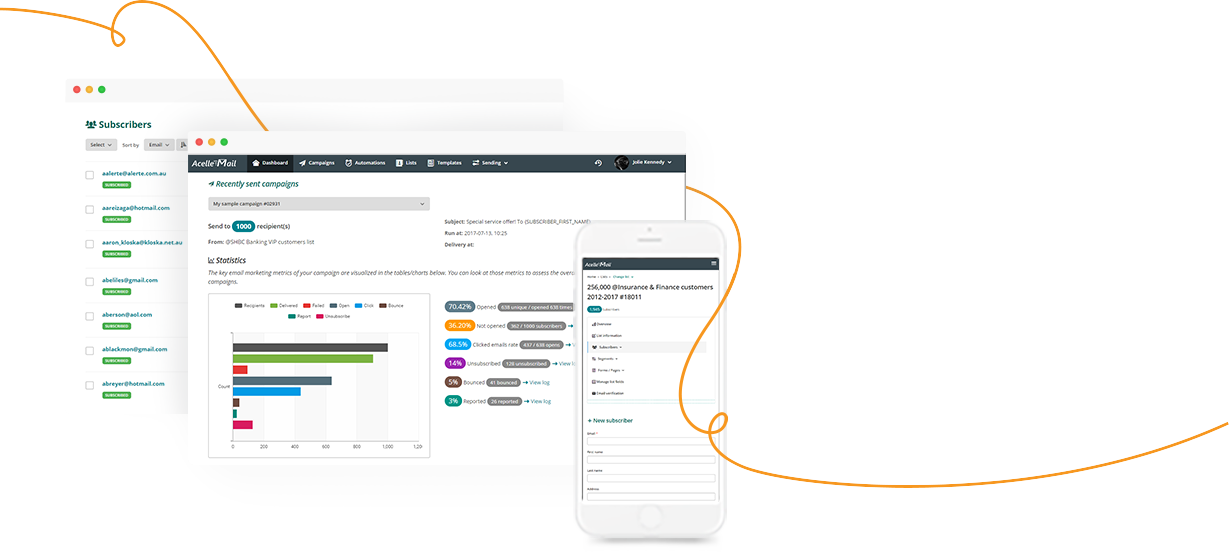 Subscribers
Select
Sort by
Email
aalerte@alerte.com.au
SUBSCRIBED
aareizaga@hotmail.com
SUBSCRIBED
aaron_kloska@kloska.net.au
SUBSCRIBED
abeliles@gmail.com
SUBSCRIBED
aberson@aol.com
SUBSCRIBED
ablackmon@gmail.com
SUBSCRIBED
abreyer@hotmail.com
SUBSCRIBED
Acelle Mail
Dashboard
Campaigns
Automations
Lists
Templates
Sending
Jolie Kennedy
Recently sent campaigns
My sample campaign #02931
Send to 1000 recipient(s)
From: @SHBC Banking VIP customers list
Subject: Special service offer! To {SUBSCRIBER_FIRST_NAME}
Run at: 2017-07-13, 10:25
Delivery at:
Statistics
The key email marketing metrics of your campaign are visualized in the tables/charts below. You can look at those metrics to assess the
campaigns.
Recipients Delivered Failed Open Click Bounce
Report Unsubscribe
Count
0 200 400 600 800 1,000 1,20
70.42% Opened 638 unique / opened 638 times
36.20% Not opened 362 / 1000 subscribers
68.5% Clicked emails rate 437 / 638 opens
14% Unsubscribed 128 unsubscribed
5% Bounced 41 bounced View log
3% Reported 26 reported View log
Acelle Mail
Home Lists Change list
256,000 @Insurance & Finance customers
2012-2017 #18011
Overview
List information
Subscribers
Segments
Forms / Pages
Manage list fields
Email verification
+ New subscriber
Email *
First name
Last name
Address